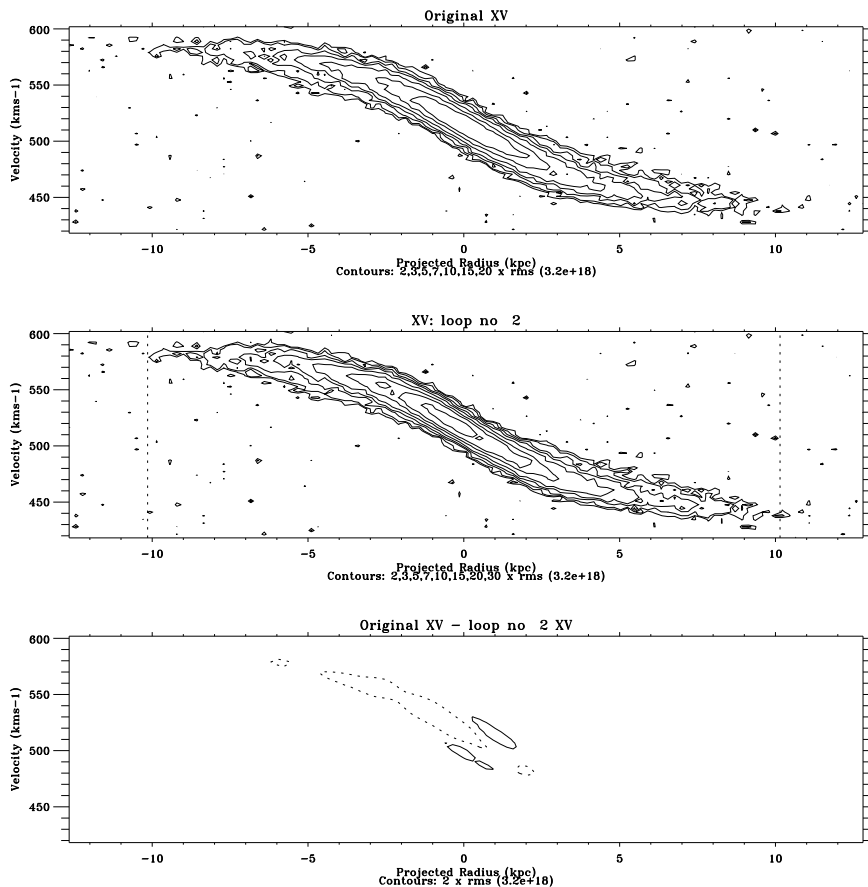 Original XV
600
550
500
450
Velocity (kms-1)
-10 -5 0 5 10
Projected Radius (kpc)
Contours: 2,3,5,7,10,15,20 x rms (3.2e+18)
XV: loop no 2
600
550
500
450
Velocity (kms-1)
-10 -5 0 5 10
Projected Radius (kpc)
Contours: 2,3,5,7,10,15,20,30 x rms (3.2e+18)
Original XV - loop no 2 XV
600
550
500
450
Velocity (kms-1)
-10 -5 0 5 10
Projected Radius (kpc)
Contours: 2 x rms (3.2e+18)